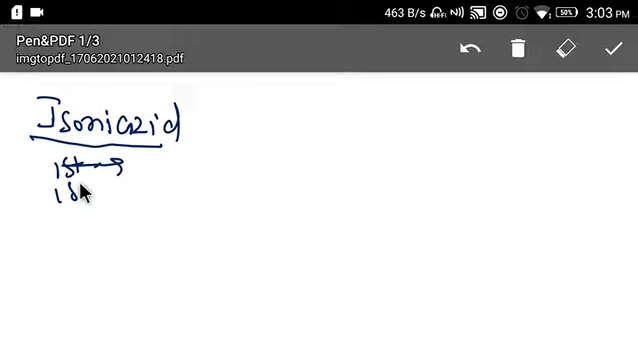 463 B/s 50% 3:03 PM
Pen&PDF 1/3
imgtopdf_17062021012418.pdf
Isoniazid